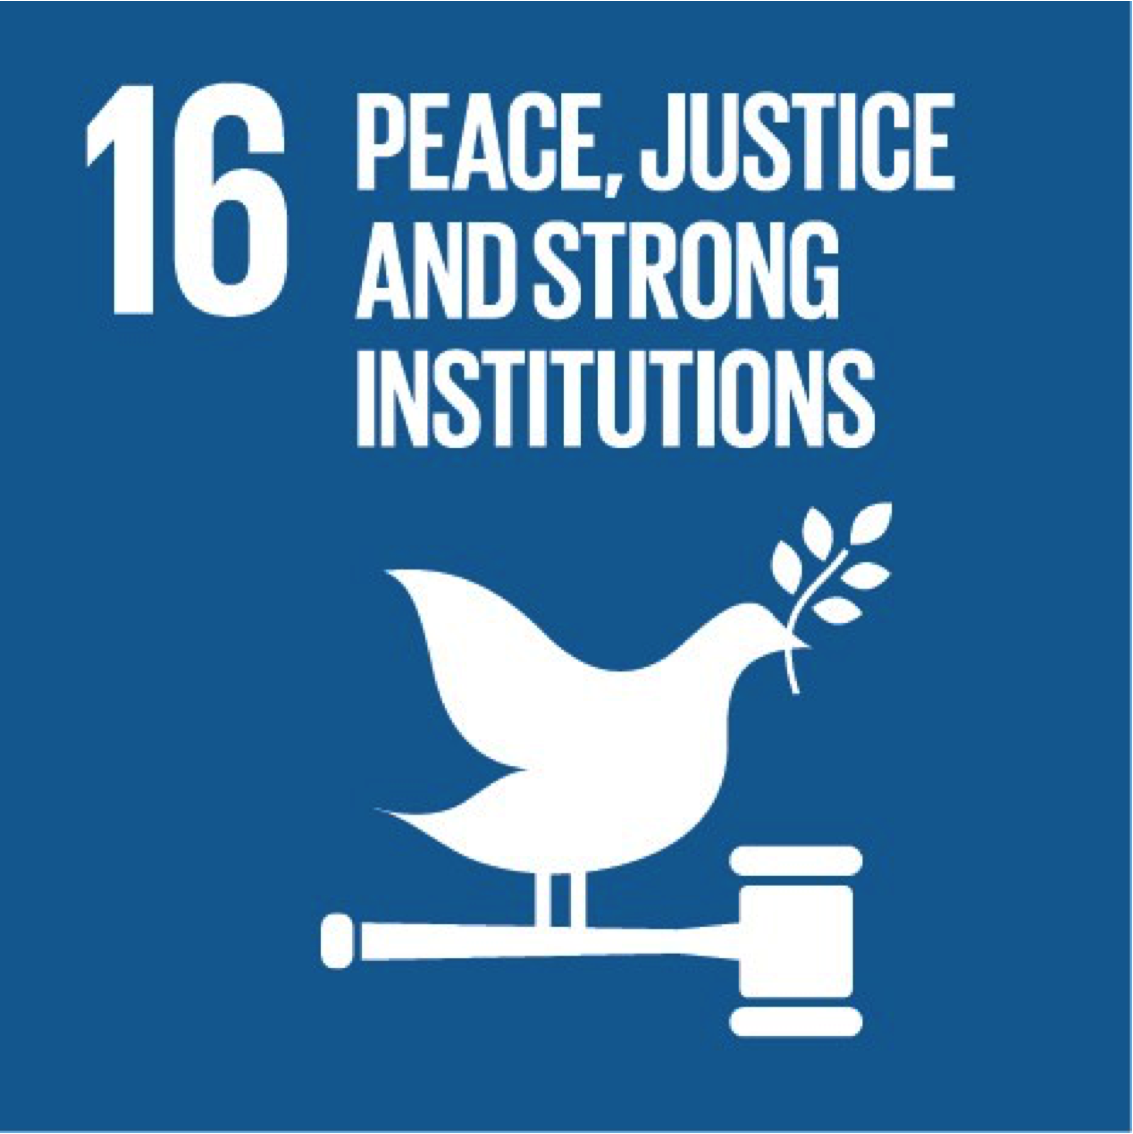 16
PEACE, JUSTICE
AND STRONG
INSTITUTIONS